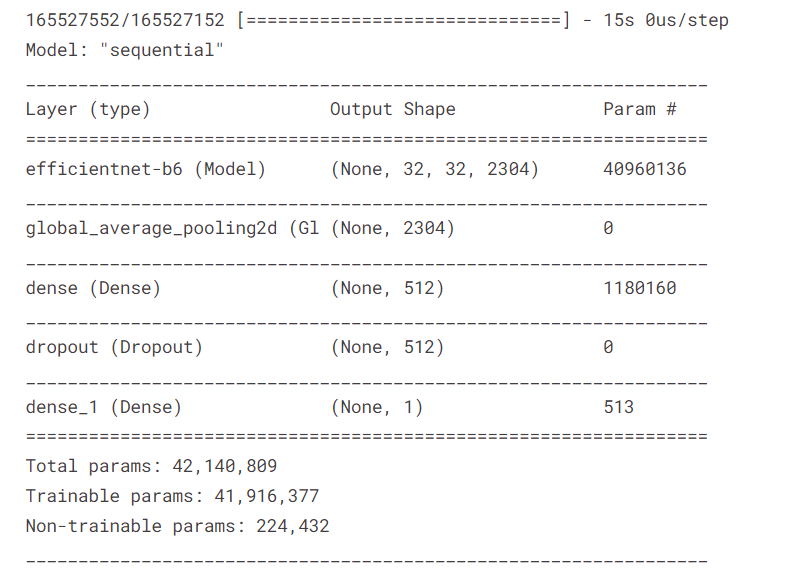 165527552/165527152 [==============================] - 15s 0us/step
Model: "sequential"
_________________________________________________________________
Layer (type)                 Output Shape              Param #
=================================================================
efficientnet-b6 (Model)      (None, 32, 32, 2304)      40960136
_________________________________________________________________
global_average_pooling2d (Gl (None, 2304)              0
_________________________________________________________________
dense (Dense)                (None, 512)               1180160
_________________________________________________________________
dropout (Dropout)            (None, 512)               0
_________________________________________________________________
dense_1 (Dense)              (None, 1)                 513
=================================================================
Total params: 42,140,809
Trainable params: 41,916,377
Non-trainable params: 224,432
_________________________________________________________________